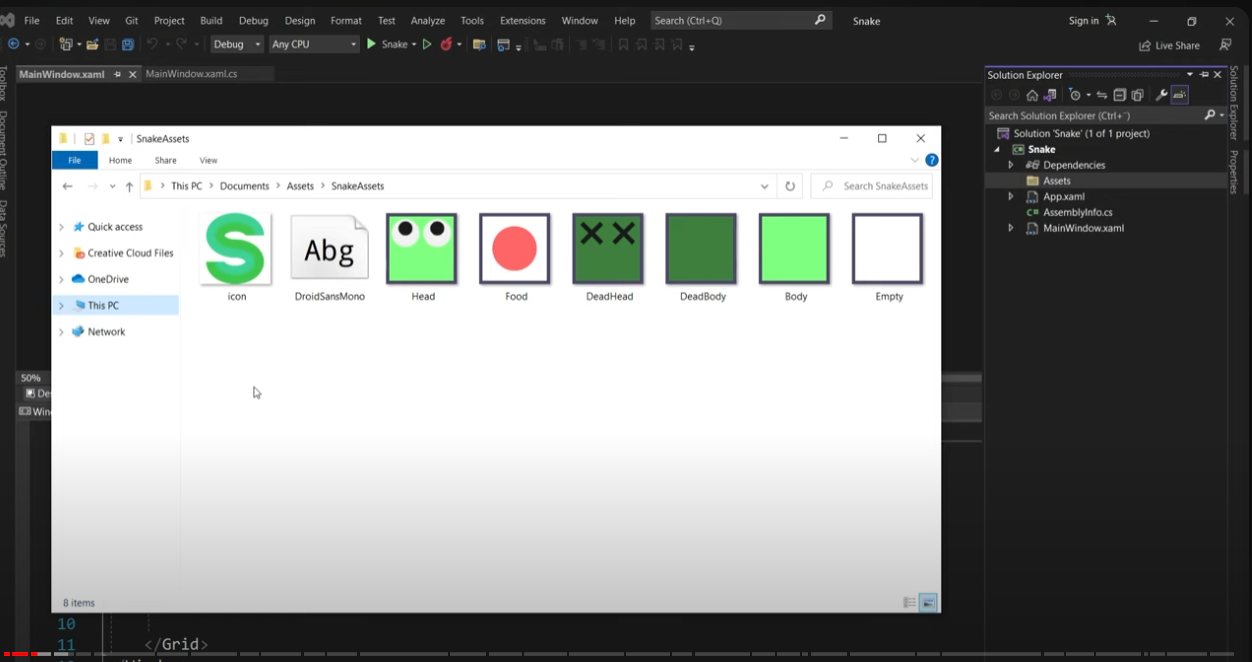 File Edit View Git Project Build Debug Design Format Test Analyze Tools Extensions Window Help Search (Ctrl+Q) Snake Sign in
Debug Any CPU Snake Live Share
MainWindow.xaml MainWindow.xaml.cs
Solution Explorer
Search Solution Explorer (Ctrl+¨)
Solution 'Snake' (1 of 1 project)
Snake
Dependencies
Assets
App.xaml
C# AssemblyInfo.cs
MainWindow.xaml
Toolbox
Document Outline
Data Sources
Solution Explorer
Properties
SnakeAssets
File Home Share View
This PC > Documents > Assets > SnakeAssets Search SnakeAssets
Quick access
Creative Cloud Files
OneDrive
This PC
Network
Abg
icon DroidSansMono Head Food DeadHead DeadBody Body Empty
8 items
50%
De
Win
10
11 </Grid>